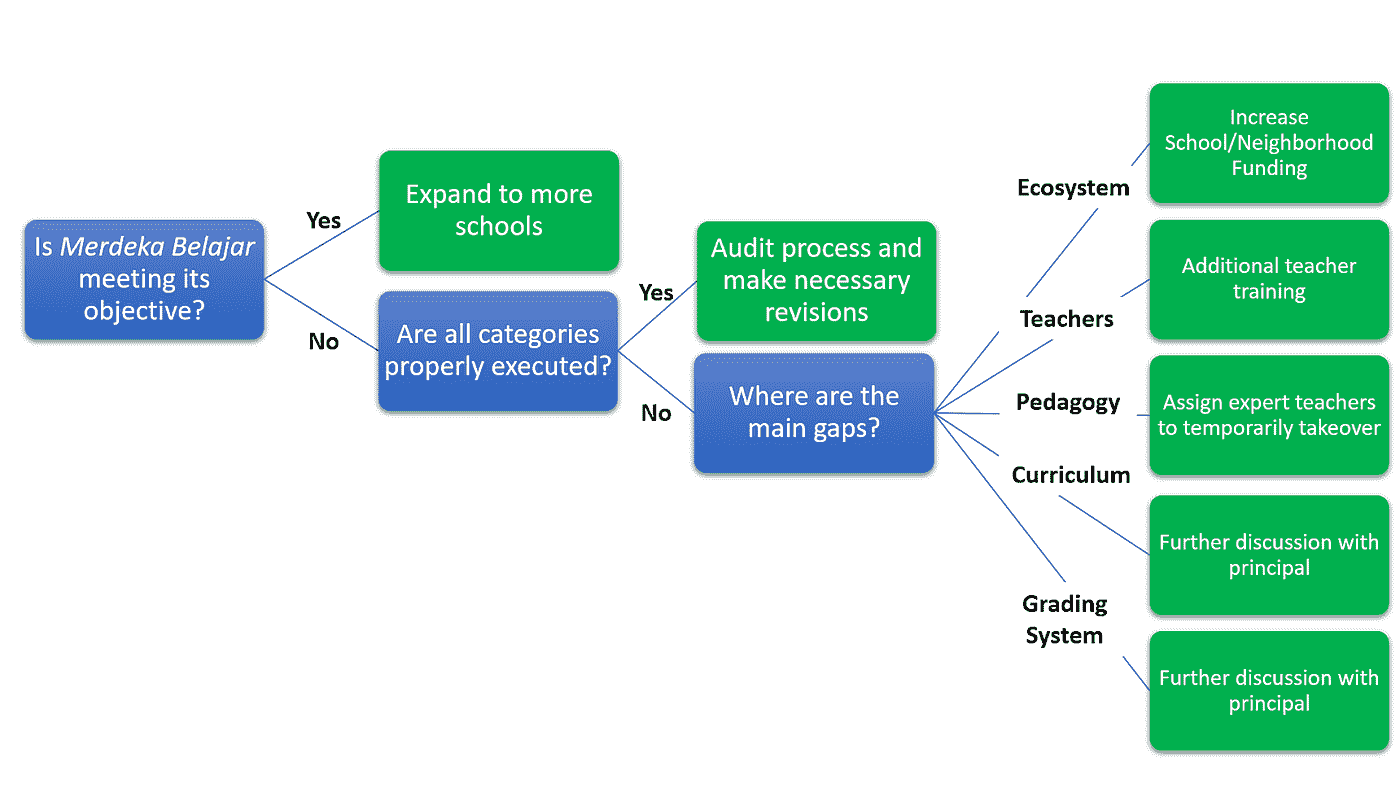 Is Merdeka Belajar
meeting its
objective?
Yes
No
Expand to more
schools
Are all categories
properly executed?
Yes
No
Audit process and
make necessary
revisions
Where are the
main gaps?
Ecosystem
Teachers
Pedagogy
Curriculum
Grading
System
Increase
School/Neighborhood
Funding
Additional teacher
training
Assign expert teachers
to temporarily takeover
Further discussion with
principal
Further discussion with
principal